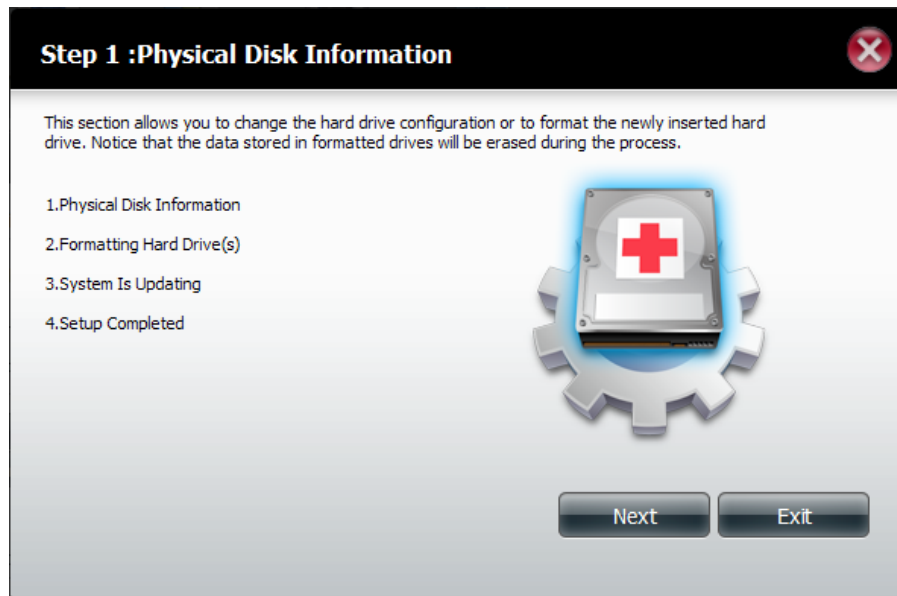 Step 1 :Physical Disk Information
This section allows you to change the hard drive configuration or to format the newly inserted hard
drive. Notice that the data stored in formatted drives will be erased during the process.
1.Physical Disk Information
2.Formatting Hard Drive(s)
3.System Is Updating
4.Setup Completed
Next
Exit